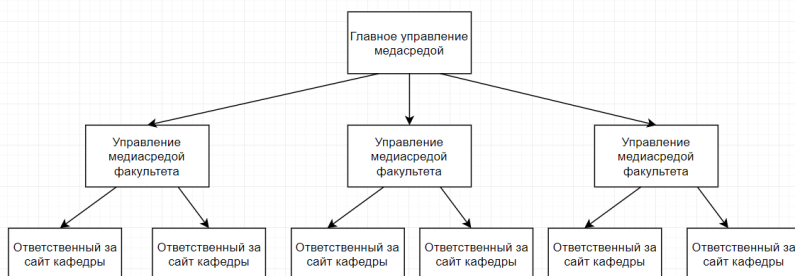 Главное управление
медасредой
Управление
медиасредой
факультета
Управление
медиасредой
факультета
Управление
медиасредой
факультета
Ответственный за
сайт кафедры
Ответственный за
сайт кафедры
Ответственный за
сайт кафедры
Ответственный за
сайт кафедры
Ответственный за
сайт кафедры
Ответственный за
сайт кафедры